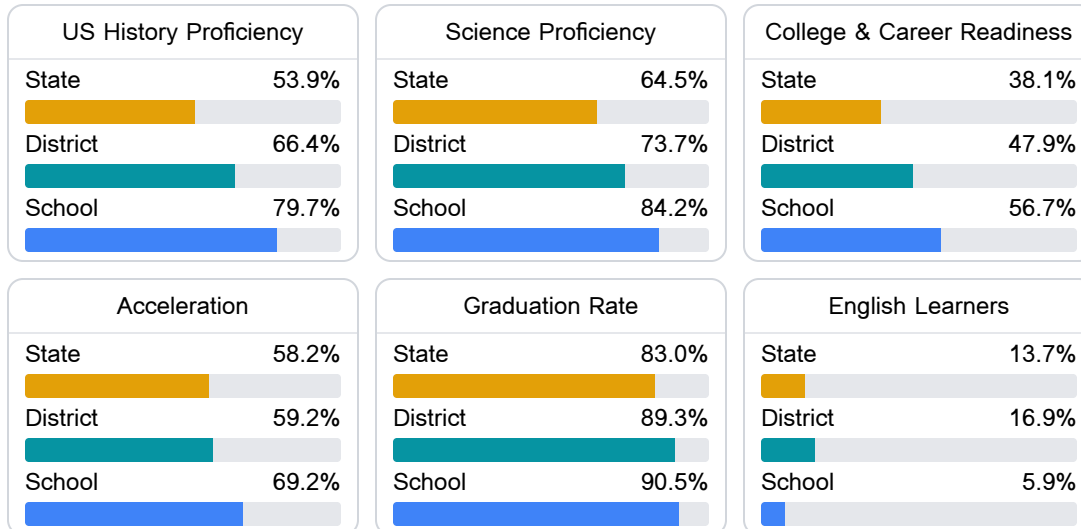 US History Proficiency
State 53.9%
District 66.4%
School 79.7%
Science Proficiency
State 64.5%
District 73.7%
School 84.2%
College & Career Readiness
State 38.1%
District 47.9%
School 56.7%
Acceleration
State 58.2%
District 59.2%
School 69.2%
Graduation Rate
State 83.0%
District 89.3%
School 90.5%
English Learners
State 13.7%
District 16.9%
School 5.9%